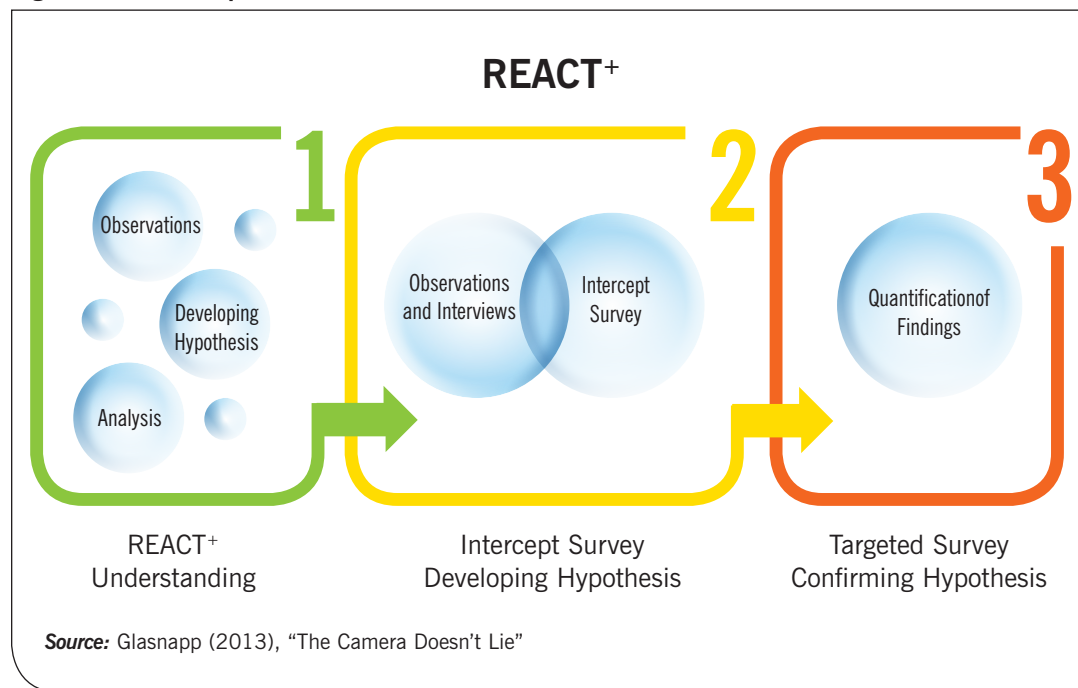 REACT+
1
Observations
Developing
Hypothesis
Analysis
REACT+
Understanding
2
Observations
and Interviews
Intercept
Survey
Intercept Survey
Developing Hypothesis
3
Quantificationof
Findings
Targeted Survey
Confirming Hypothesis
Source: Glasnapp (2013), “The Camera Doesn’t Lie”